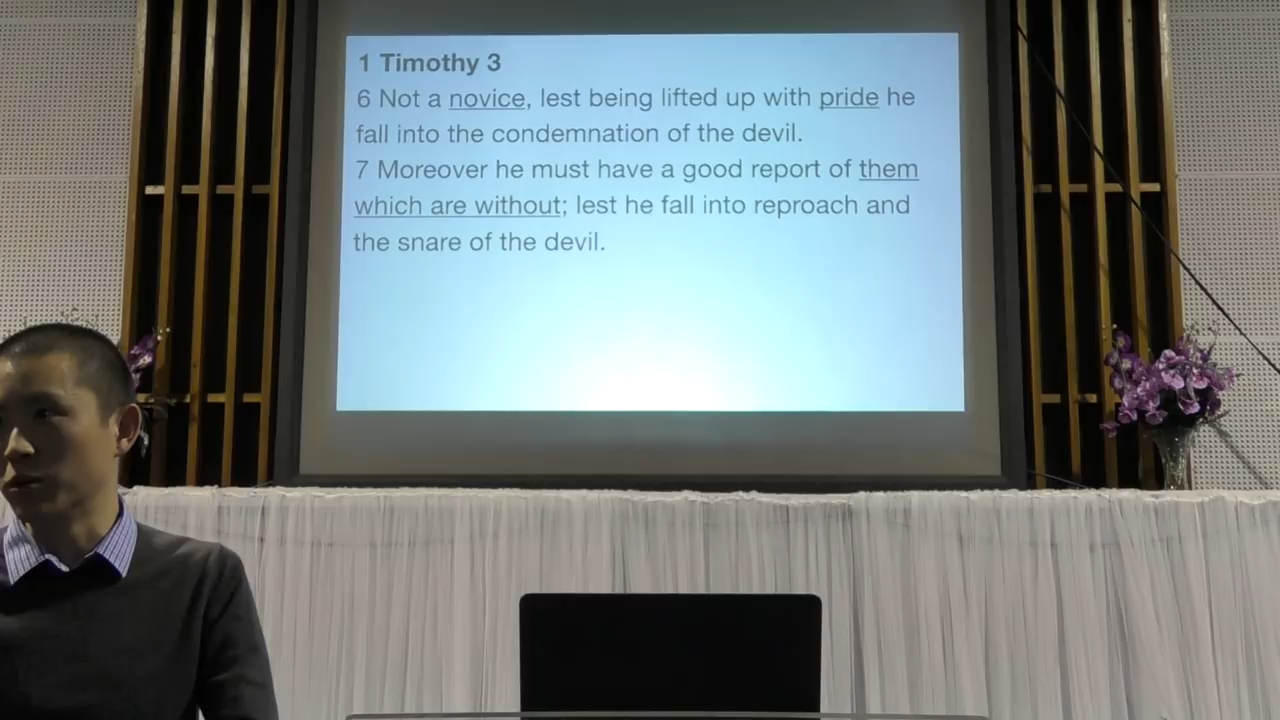 1 Timothy 3
6 Not a novice, lest being lifted up with pride he
fall into the condemnation of the devil.
7 Moreover he must have a good report of them
which are without; lest he fall into reproach and
the snare of the devil.